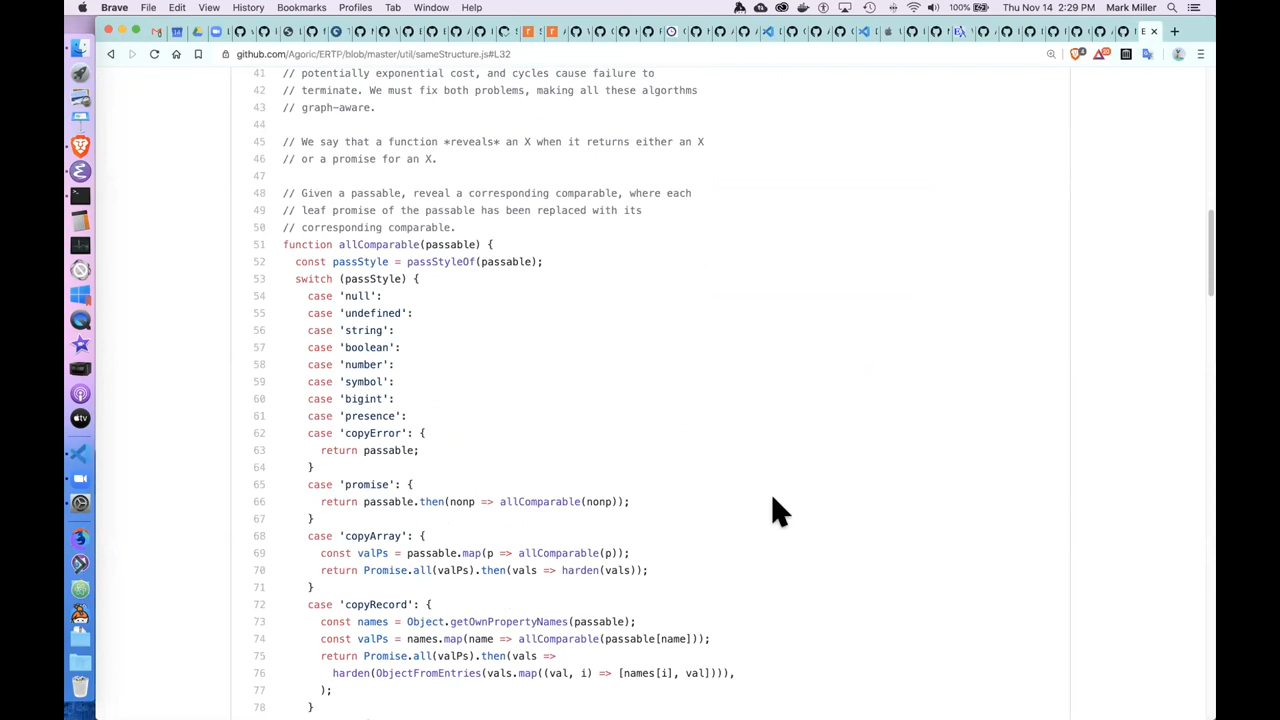 Brave File Edit View History Bookmarks Profiles Tab Window Help 100% Thu Nov 14 2:29 PM Mark Miller
github.com/Agoric/ERTP/blob/master/util/sameStructure.js#L32
41 // potentially exponential cost, and cycles cause failure to
42 // terminate. We must fix both problems, making all these algorthms
43 // graph-aware.
44
45 // We say that a function *reveals* an X when it returns either an X
46 // or a promise for an X.
47
48 // Given a passable, reveal a corresponding comparable, where each
49 // leaf promise of the passable has been replaced with its
50 // corresponding comparable.
51 function allComparable(passable) {
52 const passStyle = passStyleOf(passable);
53 switch (passStyle) {
54 case 'null':
55 case 'undefined':
56 case 'string':
57 case 'boolean':
58 case 'number':
59 case 'symbol':
60 case 'bigint':
61 case 'presence':
62 case 'copyError': {
63 return passable;
64 }
65 case 'promise': {
66 return passable.then(nonp => allComparable(nonp));
67 }
68 case 'copyArray': {
69 const valPs = passable.map(p => allComparable(p));
70 return Promise.all(valPs).then(vals => harden(vals));
71 }
72 case 'copyRecord': {
73 const names = Object.getOwnPropertyNames(passable);
74 const valPs = names.map(name => allComparable(passable[name]));
75 return Promise.all(valPs).then(vals =>
76 harden(ObjectFromEntries(vals.map((val, i) => [names[i], val]))),
77 );
78 }